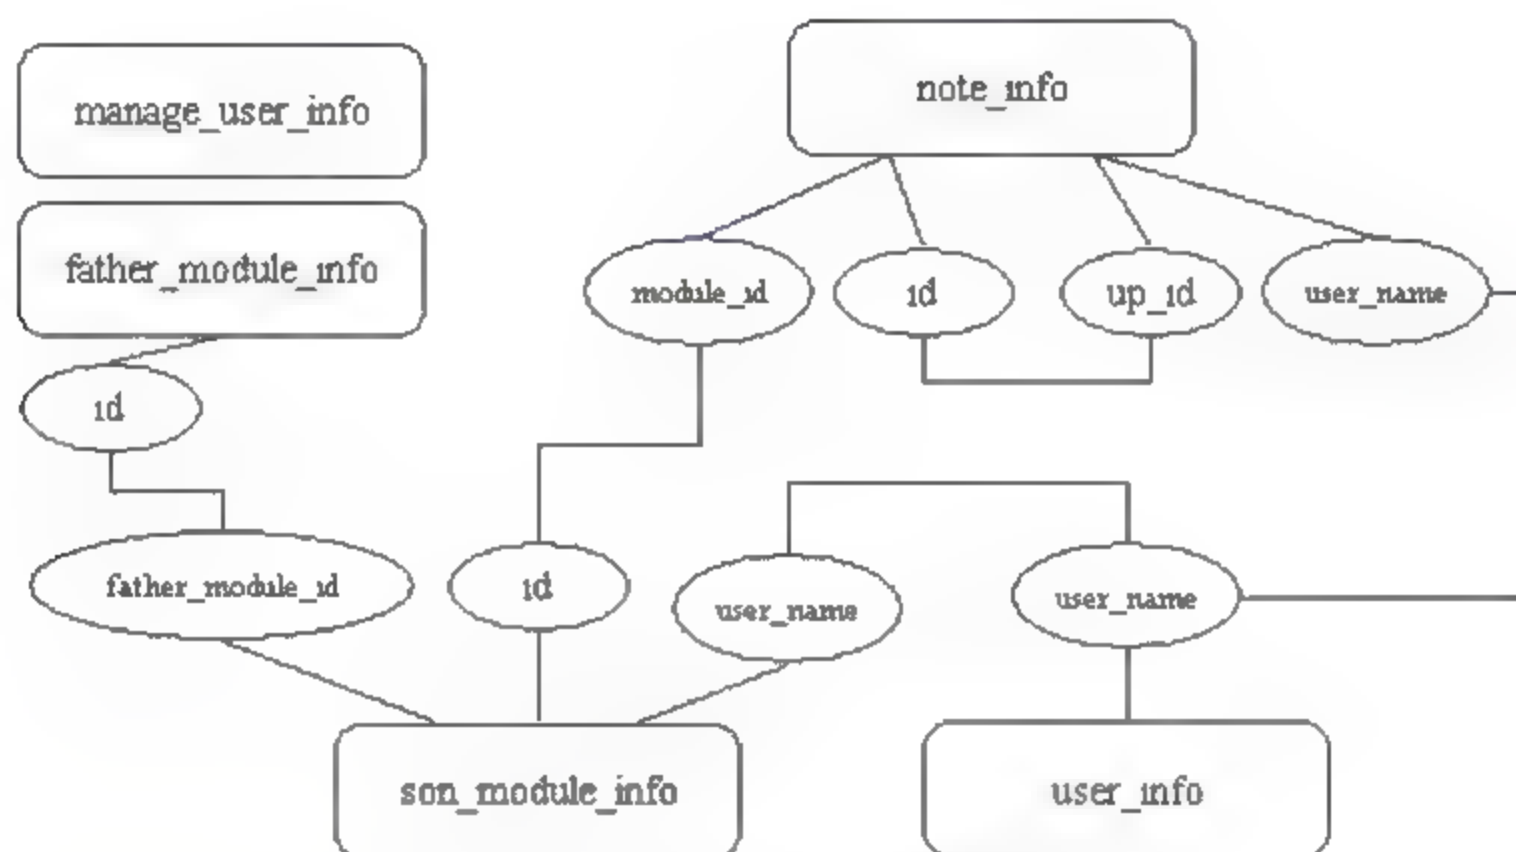 note_info
manage_user_info
father_module_info
module_id
id
up_id
user_name
id
father_module_id
id
user_name
user_name
son_module_info
user_info